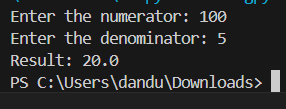 Enter the numerator: 100
Enter the denominator: 5
Result: 20.0
PS C:\Users\dandu\Downloads>